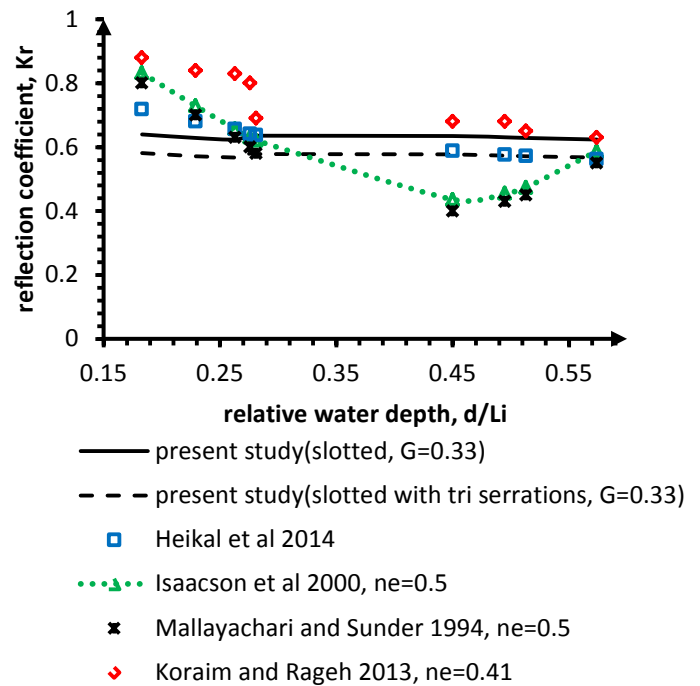 1
0.8
0.6
0.4
0.2
0
reflection coefficient, Kr
0.15 0.25 0.35 0.45 0.55
relative water depth, d/Li
present study(slotted, G=0.33)
present study(slotted with tri serrations, G=0.33)
Heikal et al 2014
Isaacson et al 2000, ne=0.5
Mallayachari and Sunder 1994, ne=0.5
Koraim and Rageh 2013, ne=0.41